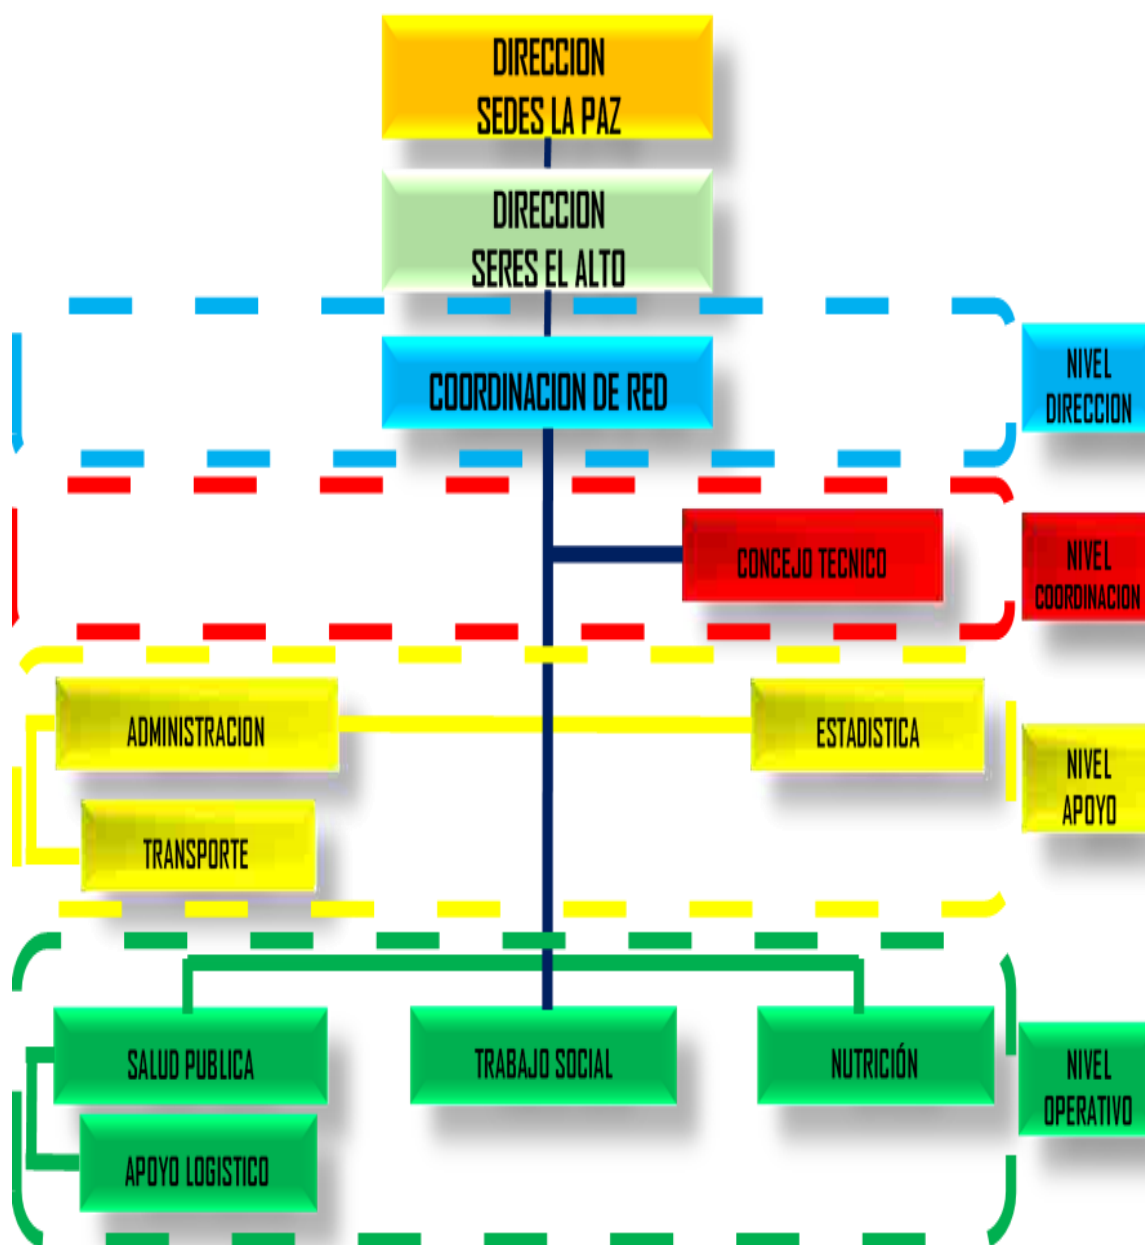 DIRECCION
SEDES LA PAZ
DIRECCION
SERES EL ALTO
COORDINACION DE RED
NIVEL
DIRECCION
CONCEJO TECNICO
NIVEL
COORDINACION
ADMINISTRACION
ESTADISTICA
TRANSPORTE
NIVEL
APOYO
SALUD PUBLICA
TRABAJO SOCIAL
NUTRICIÓN
APOYO LOGISTICO
NIVEL
OPERATIVO